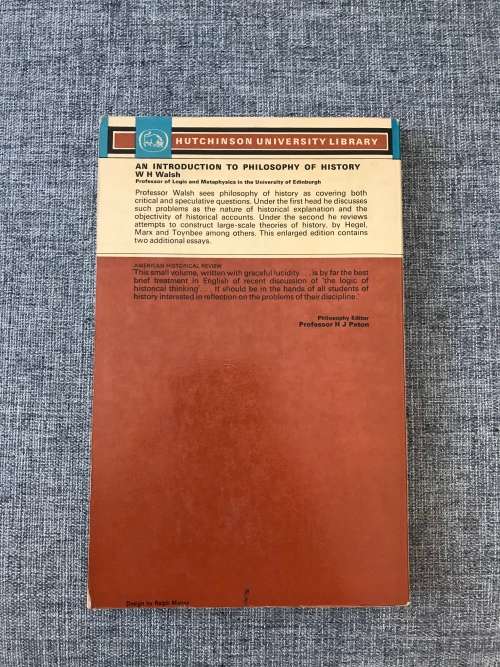 HUTCHINSON UNIVERSITY LIBRARY
AN INTRODUCTION TO PHILOSOPHY OF HISTORY
W H Walsh
Professor of Logic and Metaphysics in the University of Edinburgh
Professor Walsh sees philosophy of history as covering both
critical and speculative questions. Under the first head he discusses
such problems as the nature of historical explanation and the
objectivity of historical accounts. Under the second he reviews
attempts to construct large-scale theories of history, by Hegel,
Marx and Toynbee among others. This enlarged edition contains
two additional essays.
AMERICAN HISTORICAL REVIEW
'This small volume, written with graceful lucidity . . . is by far the best
brief treatment in English of recent discussion of 'the logic of
historical thinking' . . . It should be in the hands of all students of
history interested in reflection on the problems of their discipline.'
Philosophy Editor
Professor H J Paton
Design by Ralph